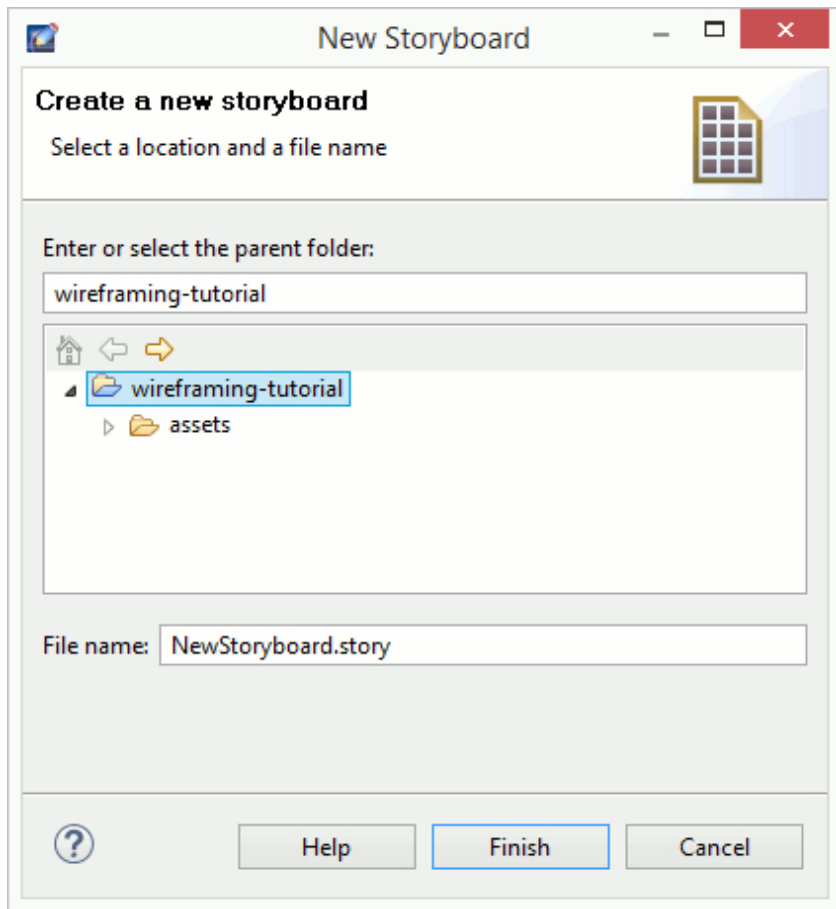 New Storyboard
Create a new storyboard
Select a location and a file name
Enter or select the parent folder:
wireframing-tutorial
wireframing-tutorial
assets
File name: NewStoryboard.story
? Help Finish Cancel